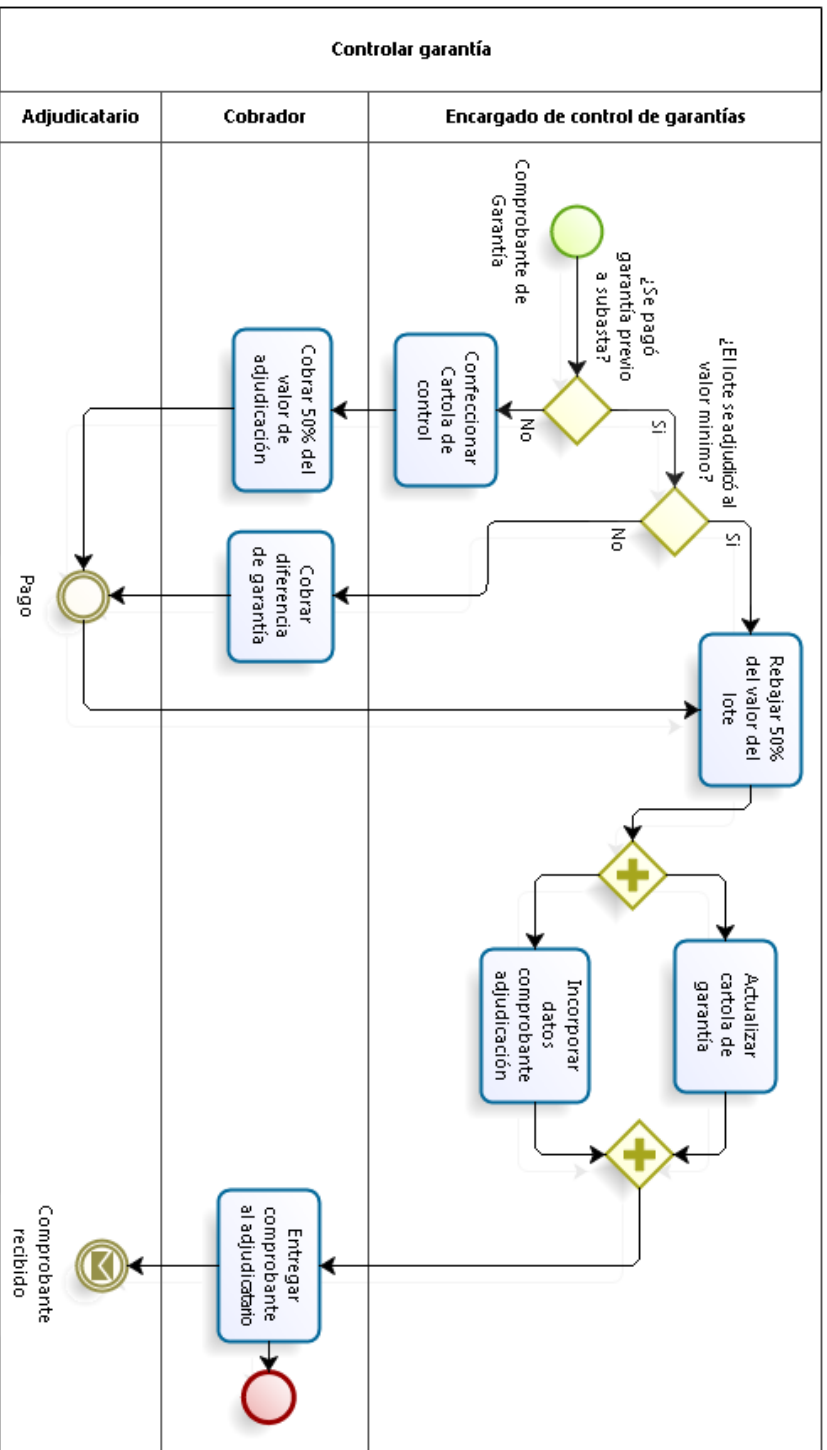 Controlar garantía
Adjudicatario
Cobrador
Encargado de control de garantías
Comprobante de
Garantía
¿Se pagó
garantía previo
a subasta?
¿El lote se adjudicó al
valor minimo?
Si
No
Si
No
Confeccionar
Cartola de
control
Cobrar 50% del
valor de
adjudicación
Cobrar
diferencia
de garantía
Pago
Rebajar 50%
del valor del
lote
Actualizar
cartola de
garantía
Incorporar
datos
comprobante
adjudicación
Entregar
comprobante
al adjudicatario
Comprobante
recibido